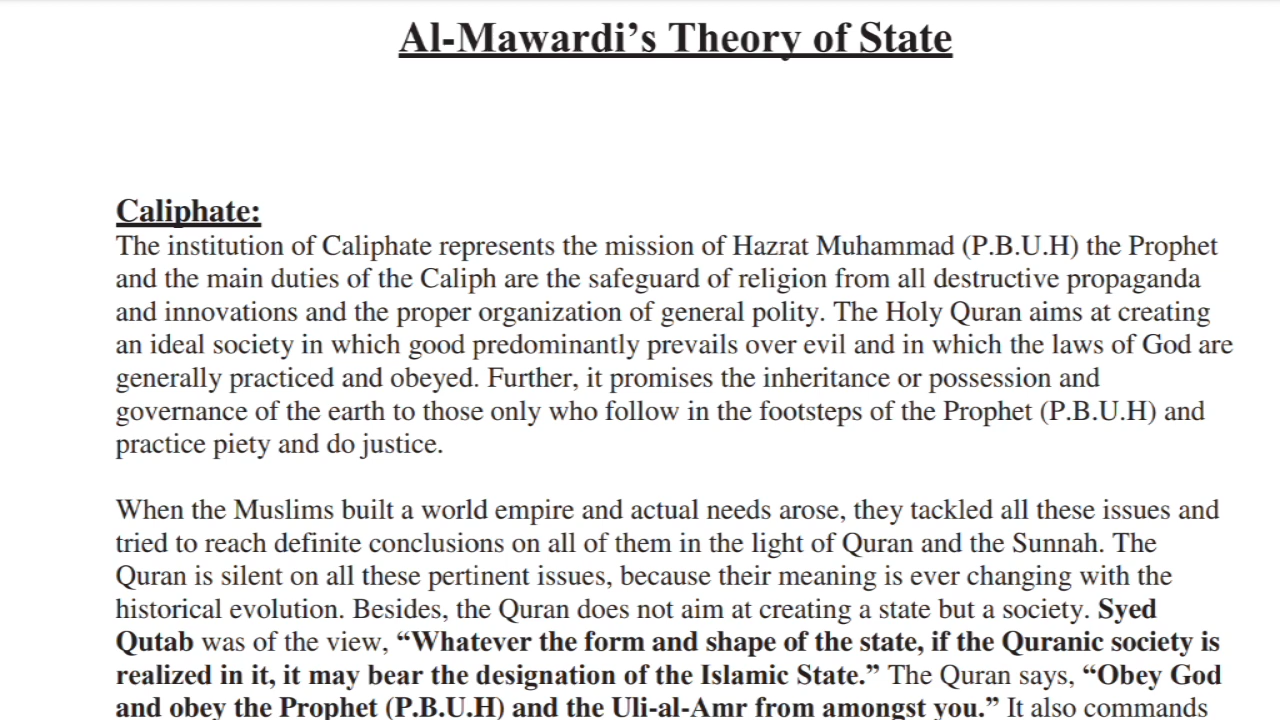 Al-Mawardi’s Theory of State
Caliphate:
The institution of Caliphate represents the mission of Hazrat Muhammad (P.B.U.H) the Prophet
and the main duties of the Caliph are the safeguard of religion from all destructive propaganda
and innovations and the proper organization of general polity. The Holy Quran aims at creating
an ideal society in which good predominantly prevails over evil and in which the laws of God are
generally practiced and obeyed. Further, it promises the inheritance or possession and
governance of the earth to those only who follow in the footsteps of the Prophet (P.B.U.H) and
practice piety and do justice.
When the Muslims built a world empire and actual needs arose, they tackled all these issues and
tried to reach definite conclusions on all of them in the light of Quran and the Sunnah. The
Quran is silent on all these pertinent issues, because their meaning is ever changing with the
historical evolution. Besides, the Quran does not aim at creating a state but a society. Syed
Qutab was of the view, “Whatever the form and shape of the state, if the Quranic society is
realized in it, it may bear the designation of the Islamic State.” The Quran says, “Obey God
and obey the Prophet (P.B.U.H) and the Uli-al-Amr from amongst you.” It also commands